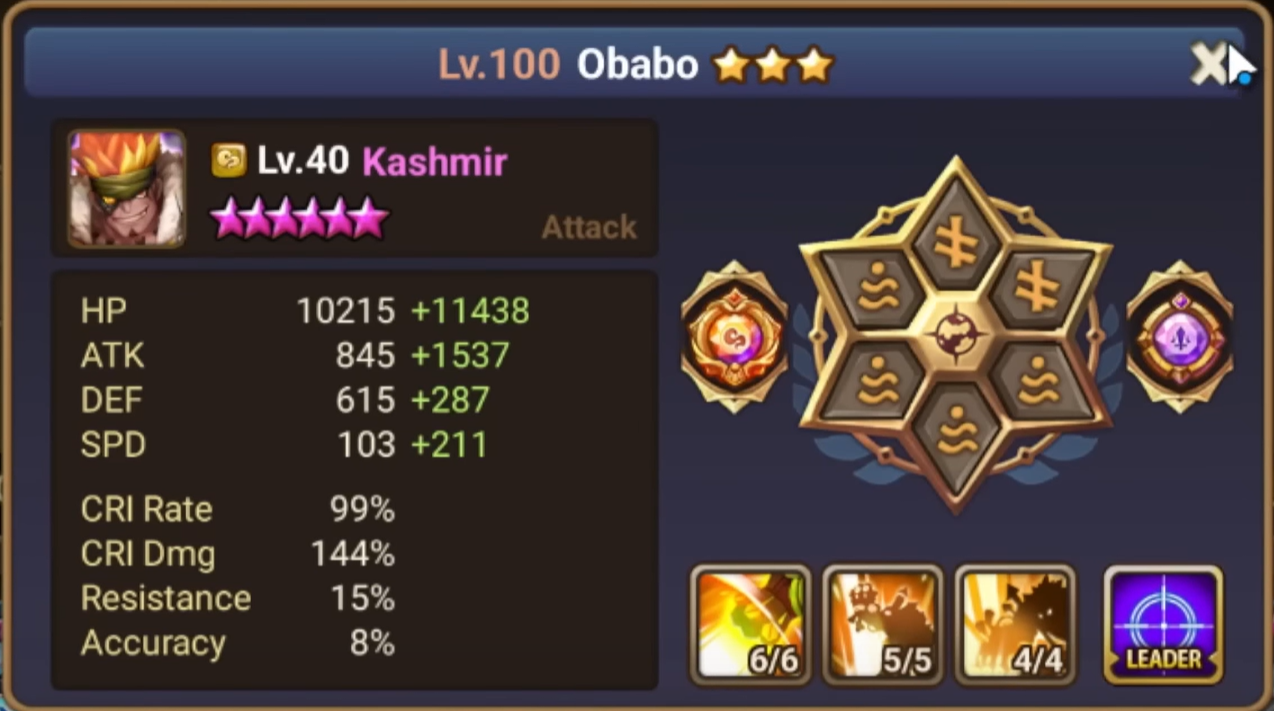 Lv.100 Obabo
Lv.40 Kashmir
Attack
HP 10215 +11438
ATK 845 +1537
DEF 615 +287
SPD 103 +211
CRI Rate 99%
CRI Dmg 144%
Resistance 15%
Accuracy 8%
6/6 5/5 4/4 LEADER